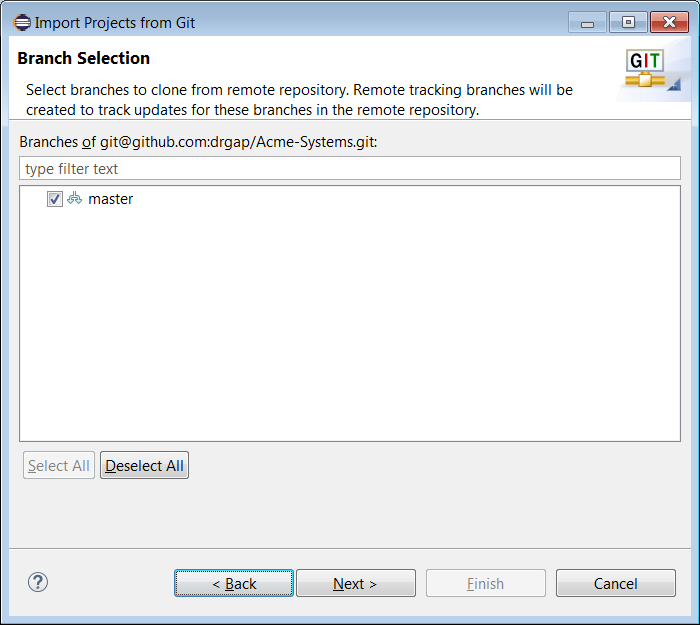 Import Projects from Git
Branch Selection
GIT
Select branches to clone from remote repository. Remote tracking branches will be
created to track updates for these branches in the remote repository.
Branches of git@github.com:drgap/Acme-Systems.git:
type filter text
master
Select All Deselect All
? < Back Next > Finish Cancel